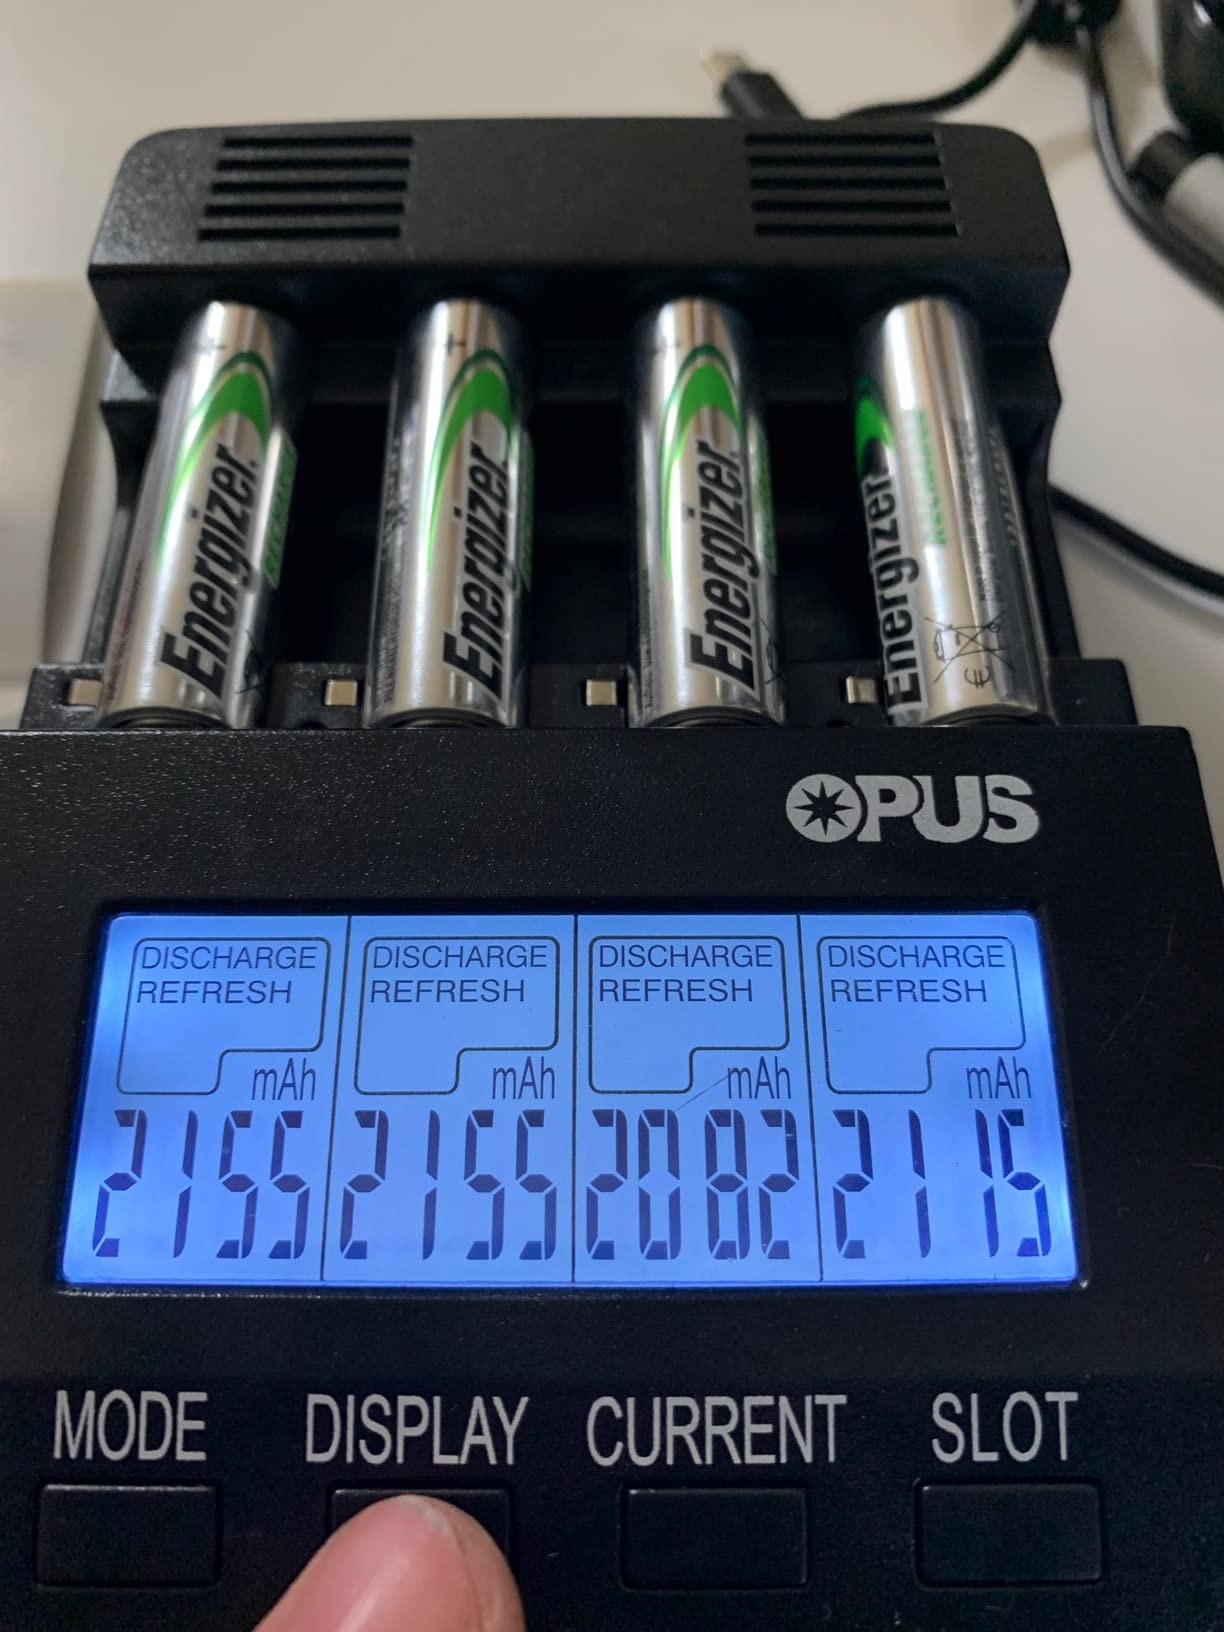 Energizer
Energizer
Energizer
Energizer
€
OPUS
DISCHARGE DISCHARGE DISCHARGE DISCHARGE
REFRESH REFRESH REFRESH REFRESH
mAh mAh mAh mAh
2155 2155 2082 2115
MODE DISPLAY CURRENT SLOT